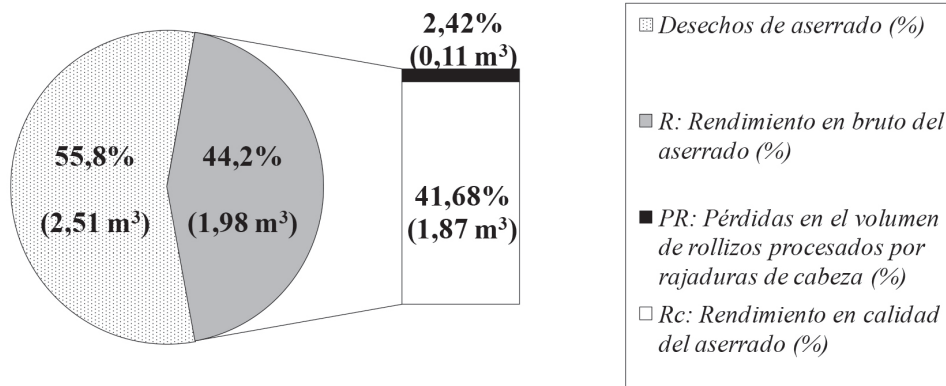 2,42%
(0,11 m³)
55,8%
(2,51 m³)
44,2%
(1,98 m³)
41,68%
(1,87 m³)
Desechos de aserrado (%)
R: Rendimiento en bruto del
aserrado (%)
PR: Pérdidas en el volumen
de rollizos procesados por
rajaduras de cabeza (%)
Rc: Rendimiento en calidad
del aserrado (%)